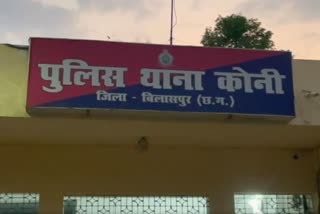 पुलिस थाना कोनी
जिला - बिलासपुर (छ.ग.)